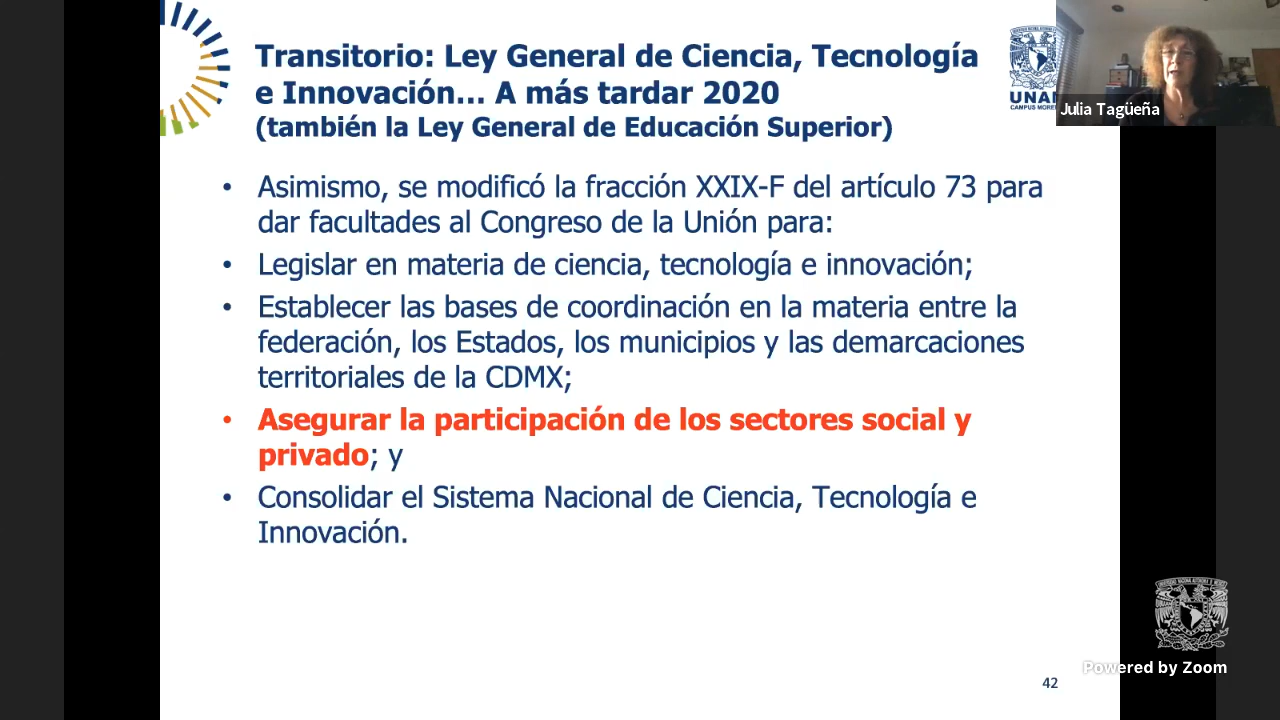 Transitorio: Ley General de Ciencia, Tecnología
e Innovación... A más tardar 2020
(también la Ley General de Educación Superior)
UNA
CAMPUS MORE
Julia Tagüeña
• Asimismo, se modificó la fracción XXIX-F del artículo 73 para
dar facultades al Congreso de la Unión para:
• Legislar en materia de ciencia, tecnología e innovación;
• Establecer las bases de coordinación en la materia entre la
federación, los Estados, los municipios y las demarcaciones
territoriales de la CDMX;
• Asegurar la participación de los sectores social y
privado; y
• Consolidar el Sistema Nacional de Ciencia, Tecnología e
Innovación.
Powered by Zoom
42